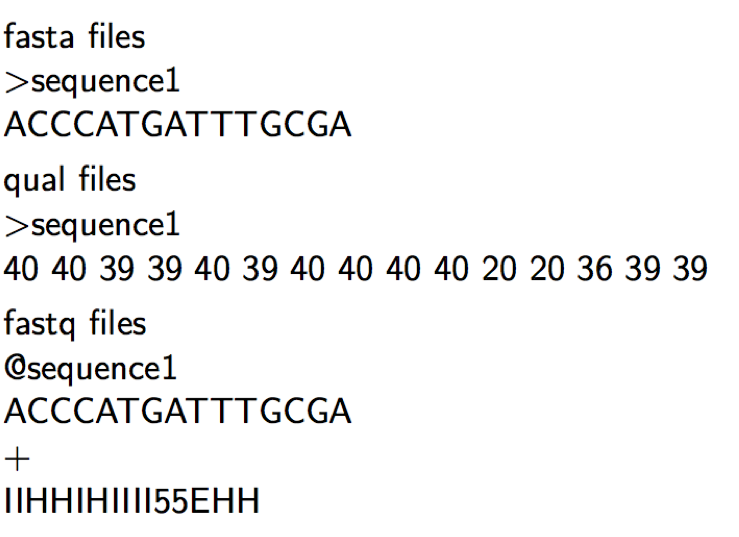 fasta files
>sequence1
ACCCATGATTTGCGA
qual files
>sequence1
40 40 39 39 40 39 40 40 40 40 20 20 36 39 39
fastq files
@sequence1
ACCCATGATTTGCGA
+
IIHHIHIIII55EHH